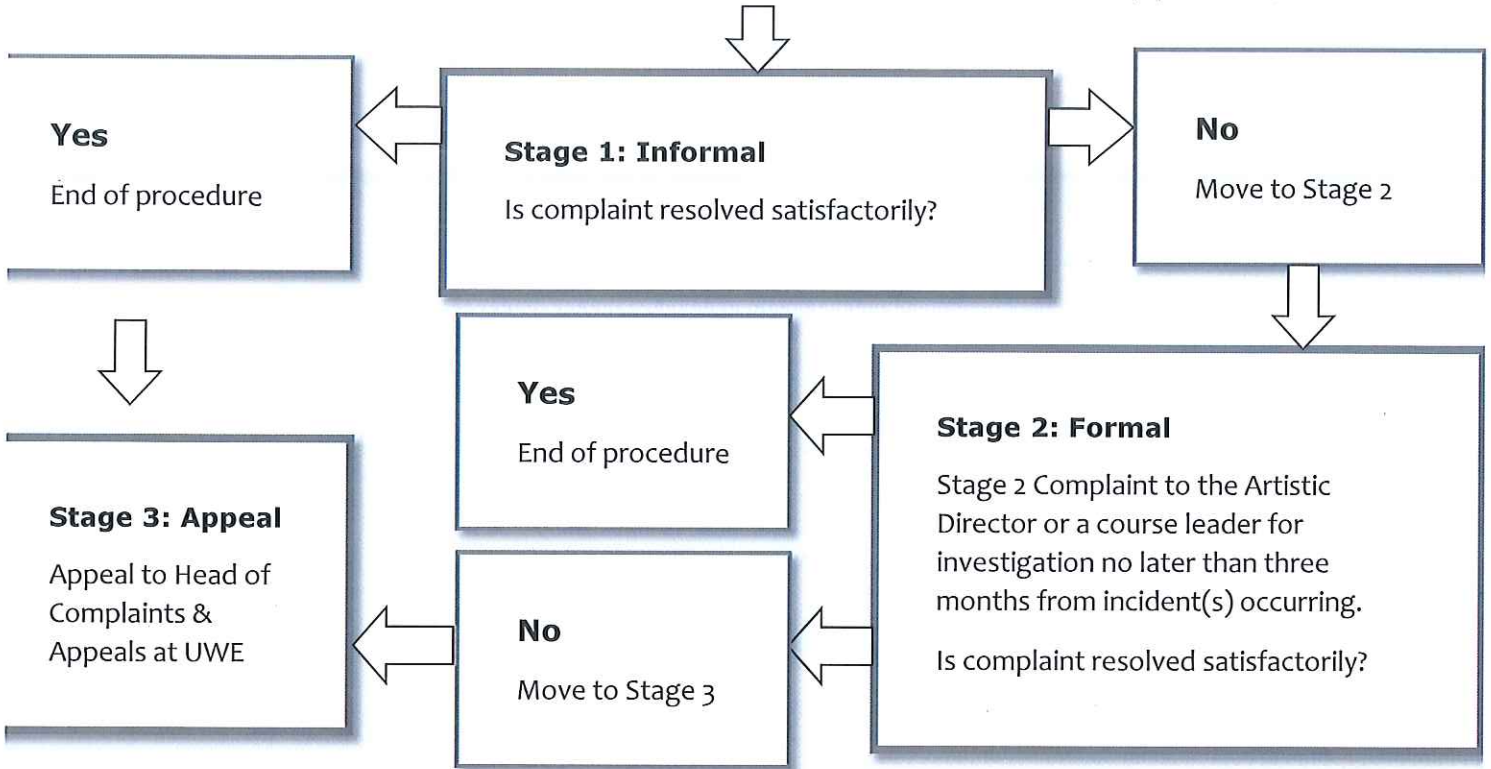 Yes
End of procedure
Stage 1: Informal
Is complaint resolved satisfactorily?
No
Move to Stage 2
Yes
End of procedure
Stage 2: Formal
Stage 2 Complaint to the Artistic
Director or a course leader for
investigation no later than three
months from incident(s) occurring.
Is complaint resolved satisfactorily?
Stage 3: Appeal
Appeal to Head of
Complaints &
Appeals at UWE
No
Move to Stage 3